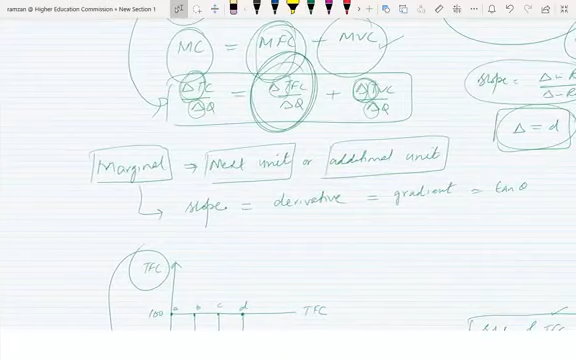 ramzan @ Higher Education Commission » New Section 1
MC = MFC + MVC
ΔTC/ΔQ = ΔTFC/ΔQ + ΔTVC/ΔQ
slope =
Δ = d
Marginal ⇒ Next unit or additional unit
slope = derivative = gradient = tan θ
TFC
a b c d
100 TFC